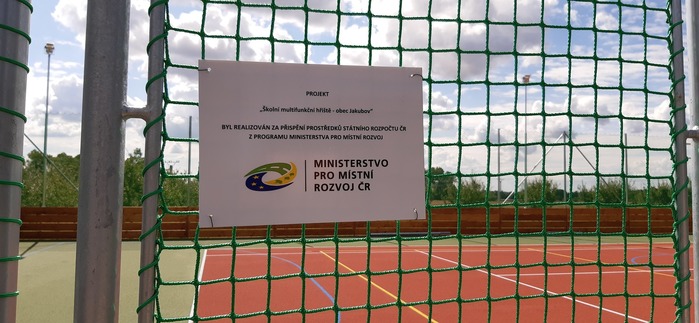 PROJEKT
„Školní multifunkční hřiště - obec Jakubov“
BYL REALIZOVÁN ZA PŘISPĚNÍ PROSTŘEDKŮ STÁTNÍHO ROZPOČTU ČR
Z PROGRAMU MINISTERSTVA PRO MÍSTNÍ ROZVOJ
MINISTERSTVO
PRO MÍSTNÍ
ROZVOJ ČR